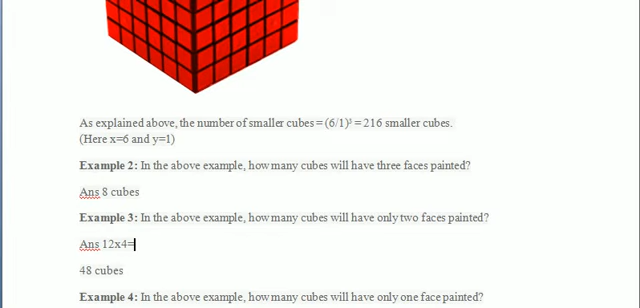 As explained above, the number of smaller cubes = (6/1)³ = 216 smaller cubes.
(Here x=6 and y=1)
Example 2: In the above example, how many cubes will have three faces painted?
Ans 8 cubes
Example 3: In the above example, how many cubes will have only two faces painted?
Ans 12x4=
48 cubes
Example 4: In the above example, how many cubes will have only one face painted?